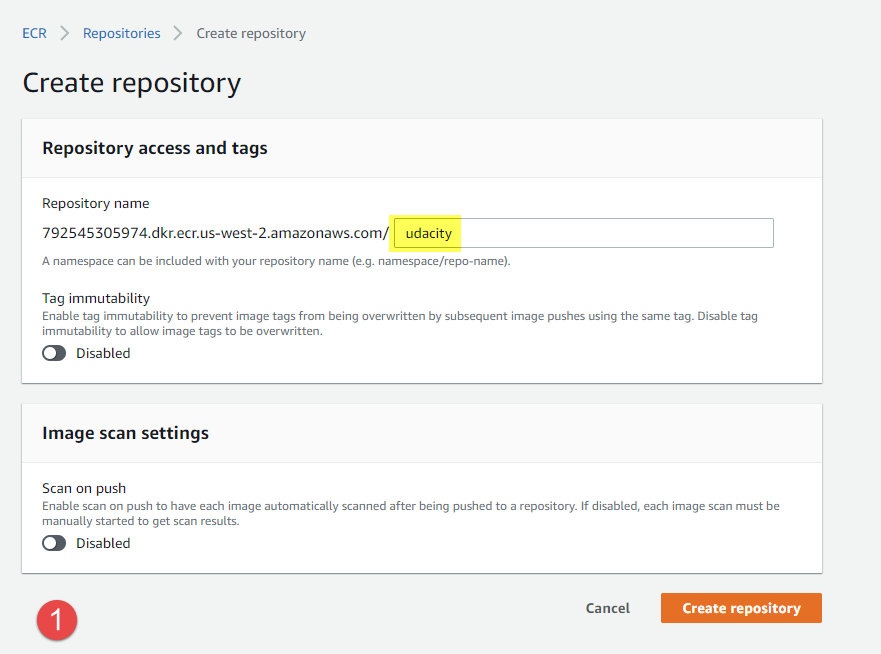 ECR > Repositories > Create repository
Create repository
Repository access and tags
Repository name
792545305974.dkr.ecr.us-west-2.amazonaws.com/ udacity
A namespace can be included with your repository name (e.g. namespace/repo-name).
Tag immutability
Enable tag immutability to prevent image tags from being overwritten by subsequent image pushes using the same tag. Disable tag
immutability to allow image tags to be overwritten.
Disabled
Image scan settings
Scan on push
Enable scan on push to have each image automatically scanned after being pushed to a repository. If disabled, each image scan must be
manually started to get scan results.
Disabled
1
Cancel Create repository